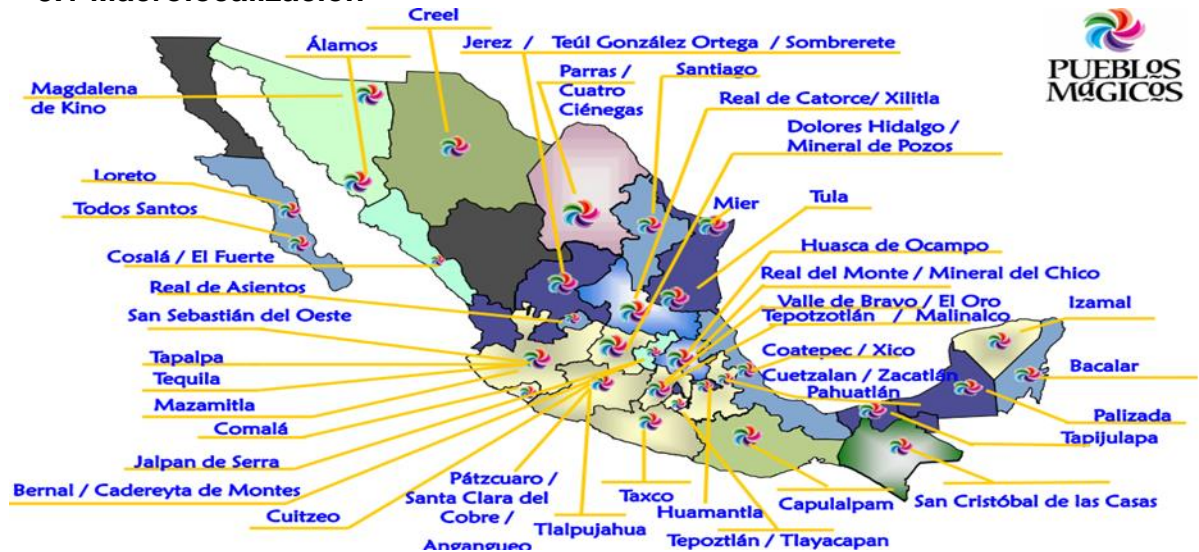 Creel
Álamos
Jerez / Teúl González Ortega / Sombrerete
PUEBLOS
MáGICOS
Magdalena
de Kino
Parras /
Cuatro
Ciénegas
Santiago
Real de Catorce/ Xilitla
Dolores Hidalgo /
Mineral de Pozos
Loreto
Todos Santos
Mier
Tula
Cosalá / El Fuerte
Huasca de Ocampo
Real de Asientos
Real del Monte / Mineral del Chico
San Sebastián del Oeste
Valle de Bravo / El Oro
Tepotzotlán / Malinalco
Izamal
Tapalpa
Coatepec / Xico
Tequila
Cuetzalan / Zacatlán
Pahuatlán
Bacalar
Mazamitla
Palizada
Comalá
Tapijulapa
Jalpan de Serra
Bernal / Cadereyta de Montes
Pátzcuaro /
Santa Clara del
Cobre /
Angangueo
Taxco
Capulalpam
San Cristóbal de las Casas
Cuitzeo
Tlalpujahua
Huamantla
Tepoztlán / Tlayacapan